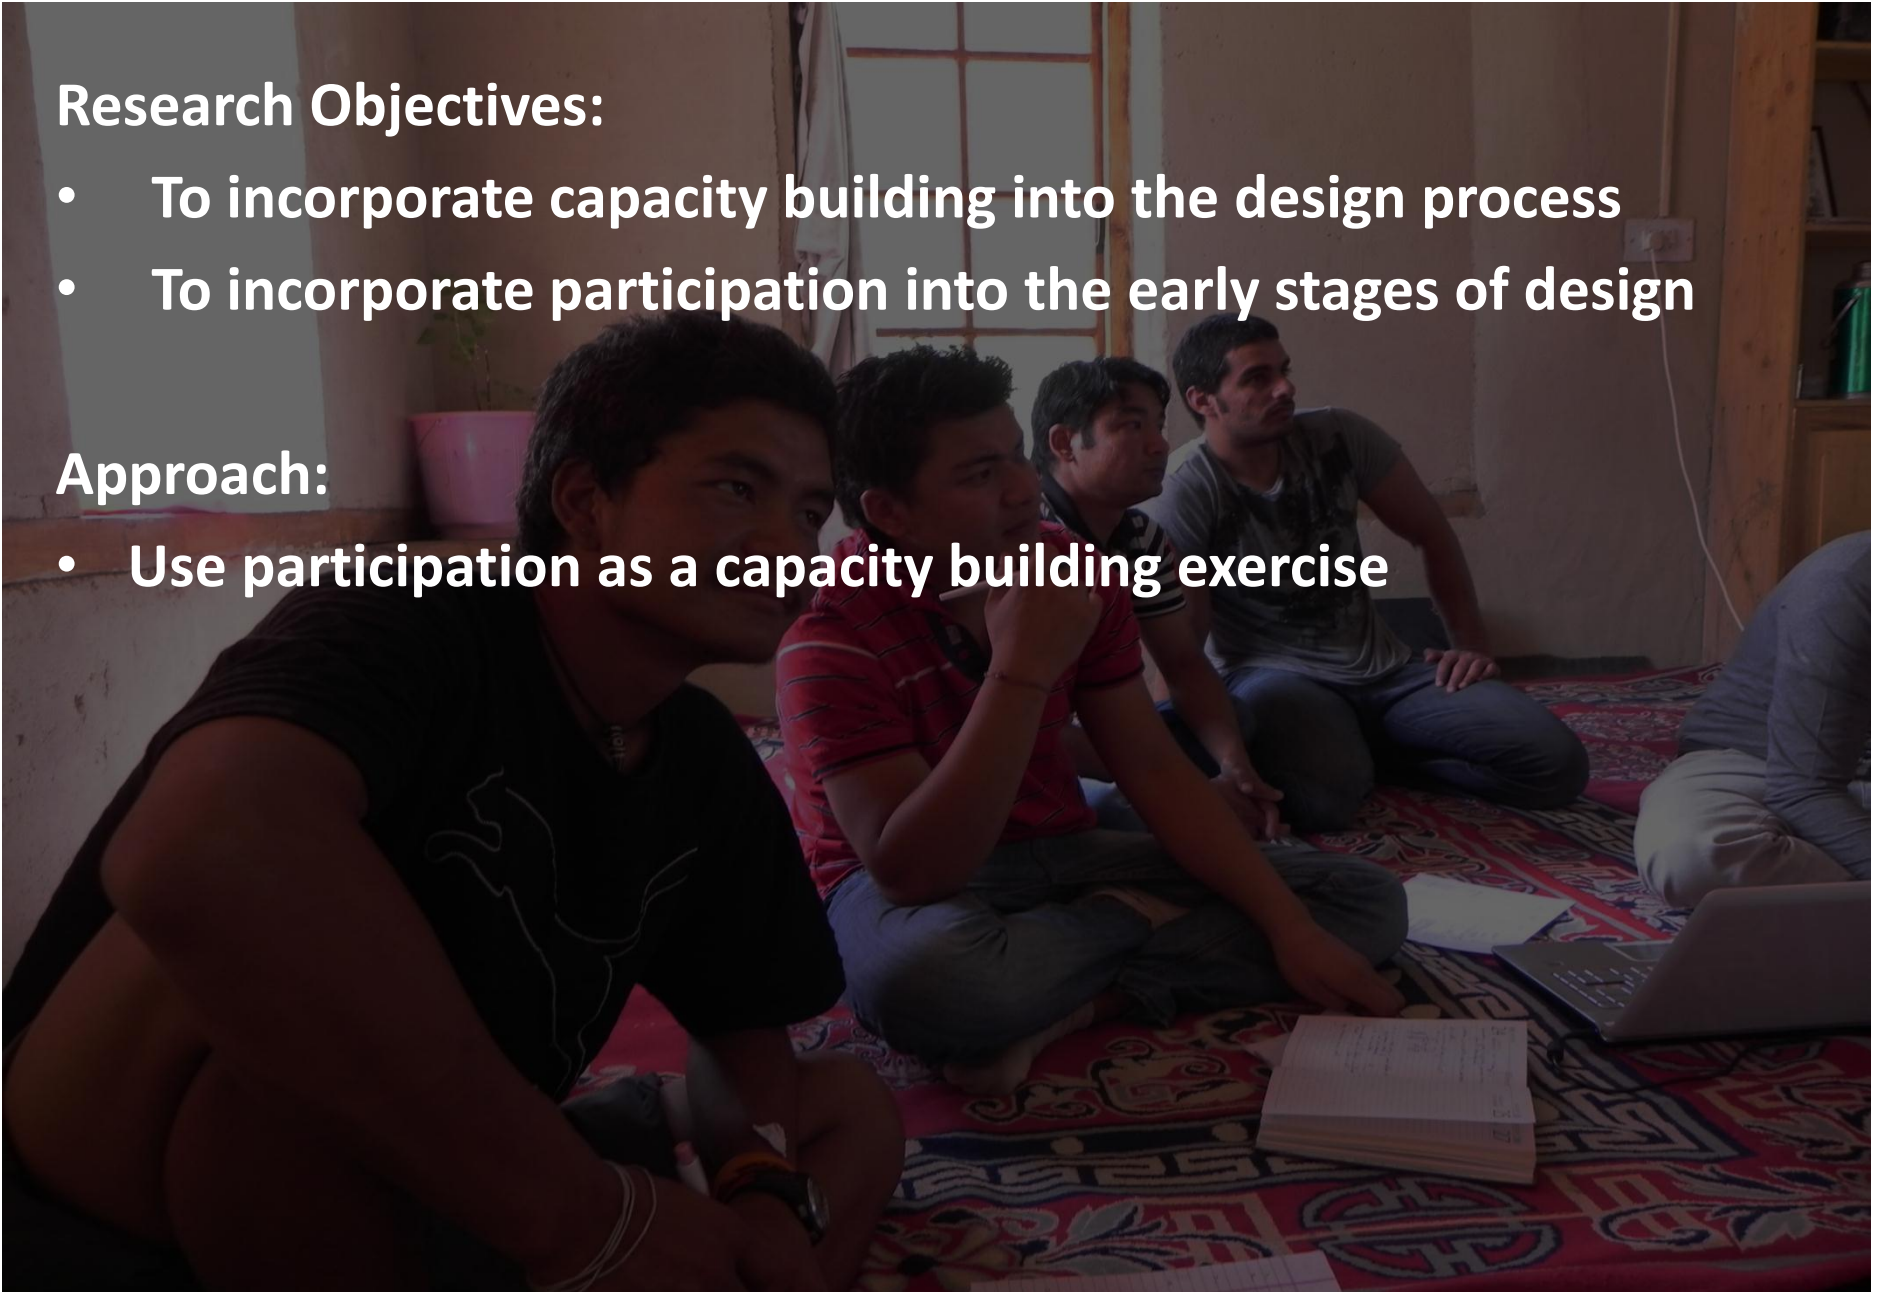 Research Objectives:
• To incorporate capacity building into the design process
• To incorporate participation into the early stages of design
Approach:
• Use participation as a capacity building exercise